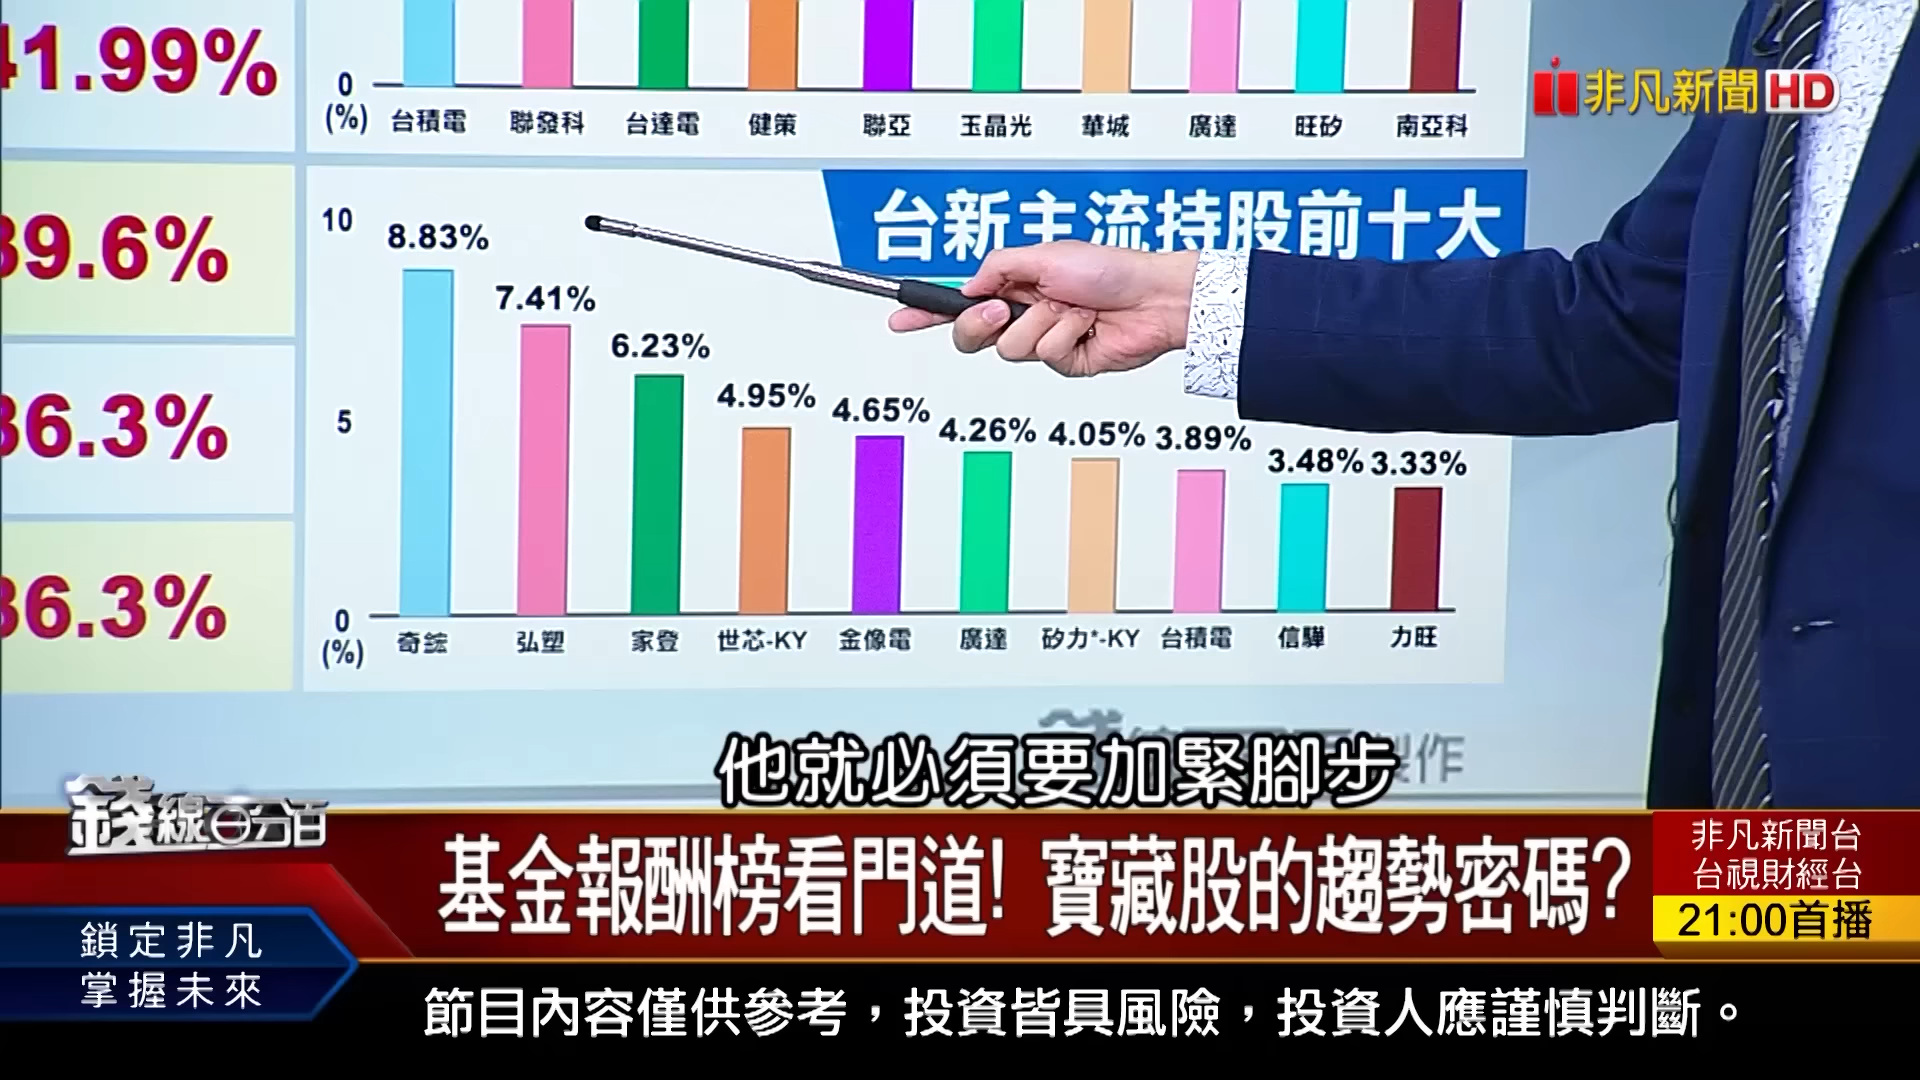 41.99%
0
(%)
台積電 聯發科 台達電 健策 聯亞 玉晶光 華城 廣達 旺矽 南亞科
非凡新聞HD
台新主流持股前十大
39.6%
36.3%
36.3%
10
5
0
(%)
8.83% 7.41% 6.23% 4.95% 4.65% 4.26% 4.05% 3.89% 3.48% 3.33%
奇鋐 弘塑 家登 世芯-KY 金像電 廣達 矽力*-KY 台積電 信驊 力旺
製作
他就必須要加緊腳步
錢線百分百
基金報酬榜看門道! 寶藏股的趨勢密碼?
非凡新聞台
台視財經台
21:00首播
鎖定非凡
掌握未來
節目內容僅供參考，投資皆具風險，投資人應謹慎判斷。